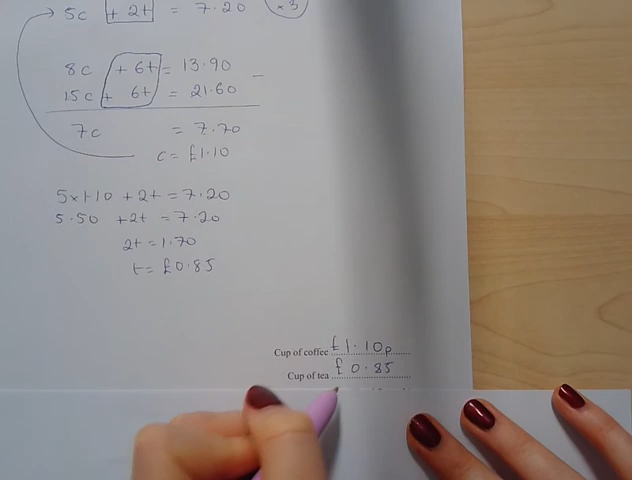 5c + 2t = 7.20 ×3
8c + 6t = 13.90 –
15c + 6t = 21.60
7c = 7.70
c = £1.10
5×1.10 + 2t = 7.20
5.50 + 2t = 7.20
2t = 1.70
t = £0.85
Cup of coffee £1.10p
Cup of tea £0.85